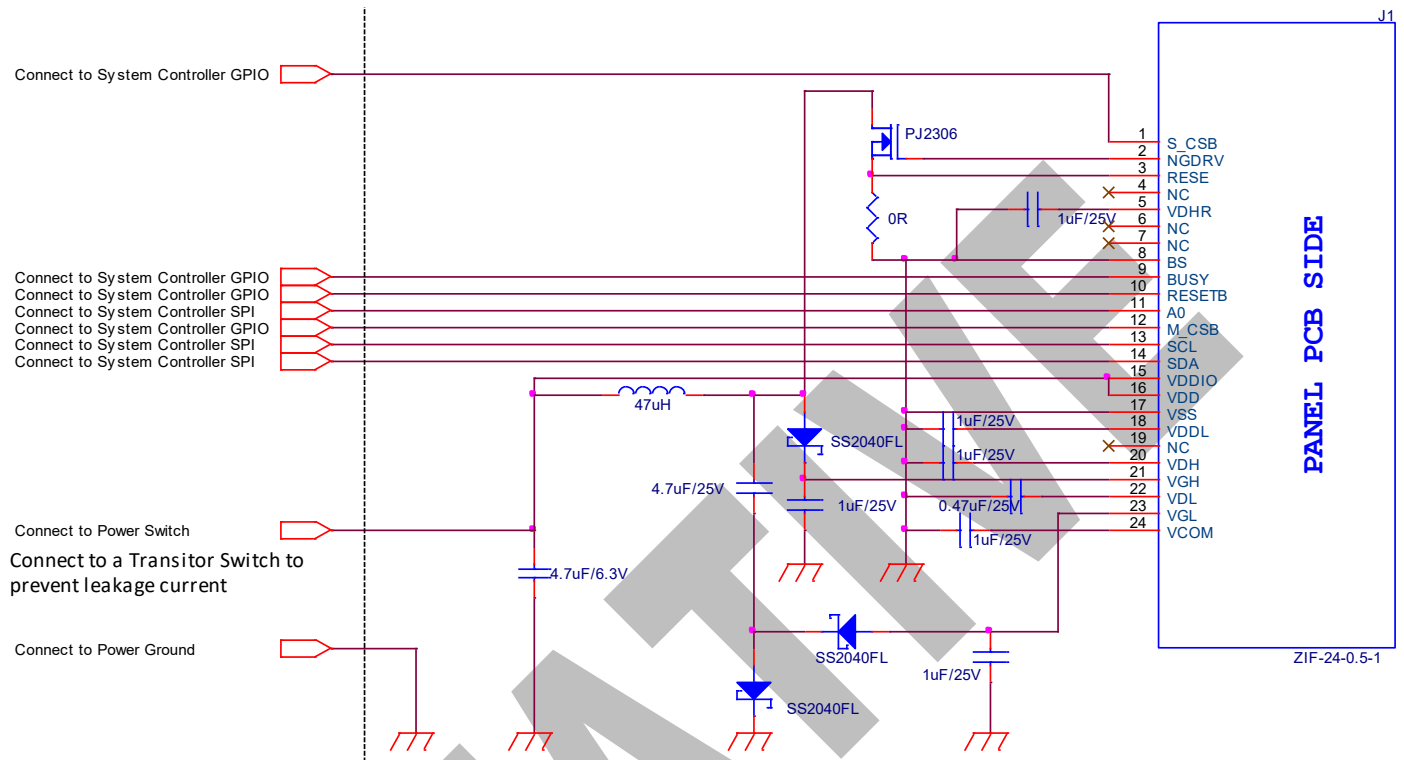 J1
Connect to System Controller GPIO
PJ2306
1 S_CSB
2 NGDRV
3 RESE
4 NC
0R
1uF/25V
5 VDHR
6 NC
7 NC
8 BS
Connect to System Controller GPIO
9 BUSY
Connect to System Controller GPIO
10 RESETB
Connect to System Controller SPI
11 A0
Connect to System Controller GPIO
12 M_CSB
Connect to System Controller SPI
13 SCL
Connect to System Controller SPI
14 SDA
15 VDDIO
16 VDD
47uH
17 VSS
1uF/25V
18 VDDL
SS2040FL
19 NC
1uF/25V
20 VDH
21 VGH
4.7uF/25V
22 VDL
1uF/25V
0.47uF/25V
23 VGL
Connect to Power Switch
1uF/25V
24 VCOM
PANEL PCB SIDE
Connect to a Transitor Switch to
prevent leakage current
4.7uF/6.3V
Connect to Power Ground
SS2040FL
1uF/25V
ZIF-24-0.5-1
SS2040FL
ATIVE